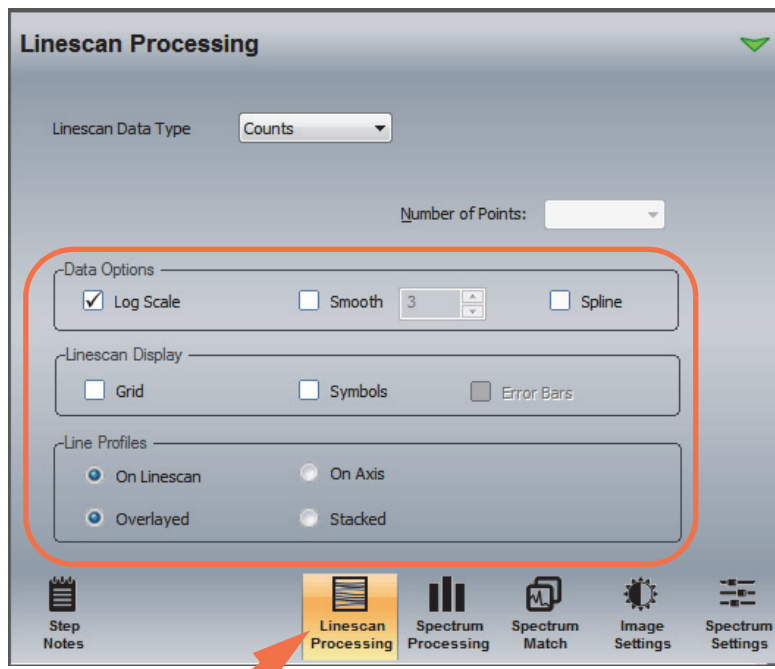 Linescan Processing
Linescan Data Type Counts
Number of Points:
Data Options
Log Scale Smooth 3 Spline
Linescan Display
Grid Symbols Error Bars
Line Profiles
On Linescan On Axis
Overlayed Stacked
Step Notes
Linescan Processing
Spectrum Processing
Spectrum Match
Image Settings
Spectrum Settings